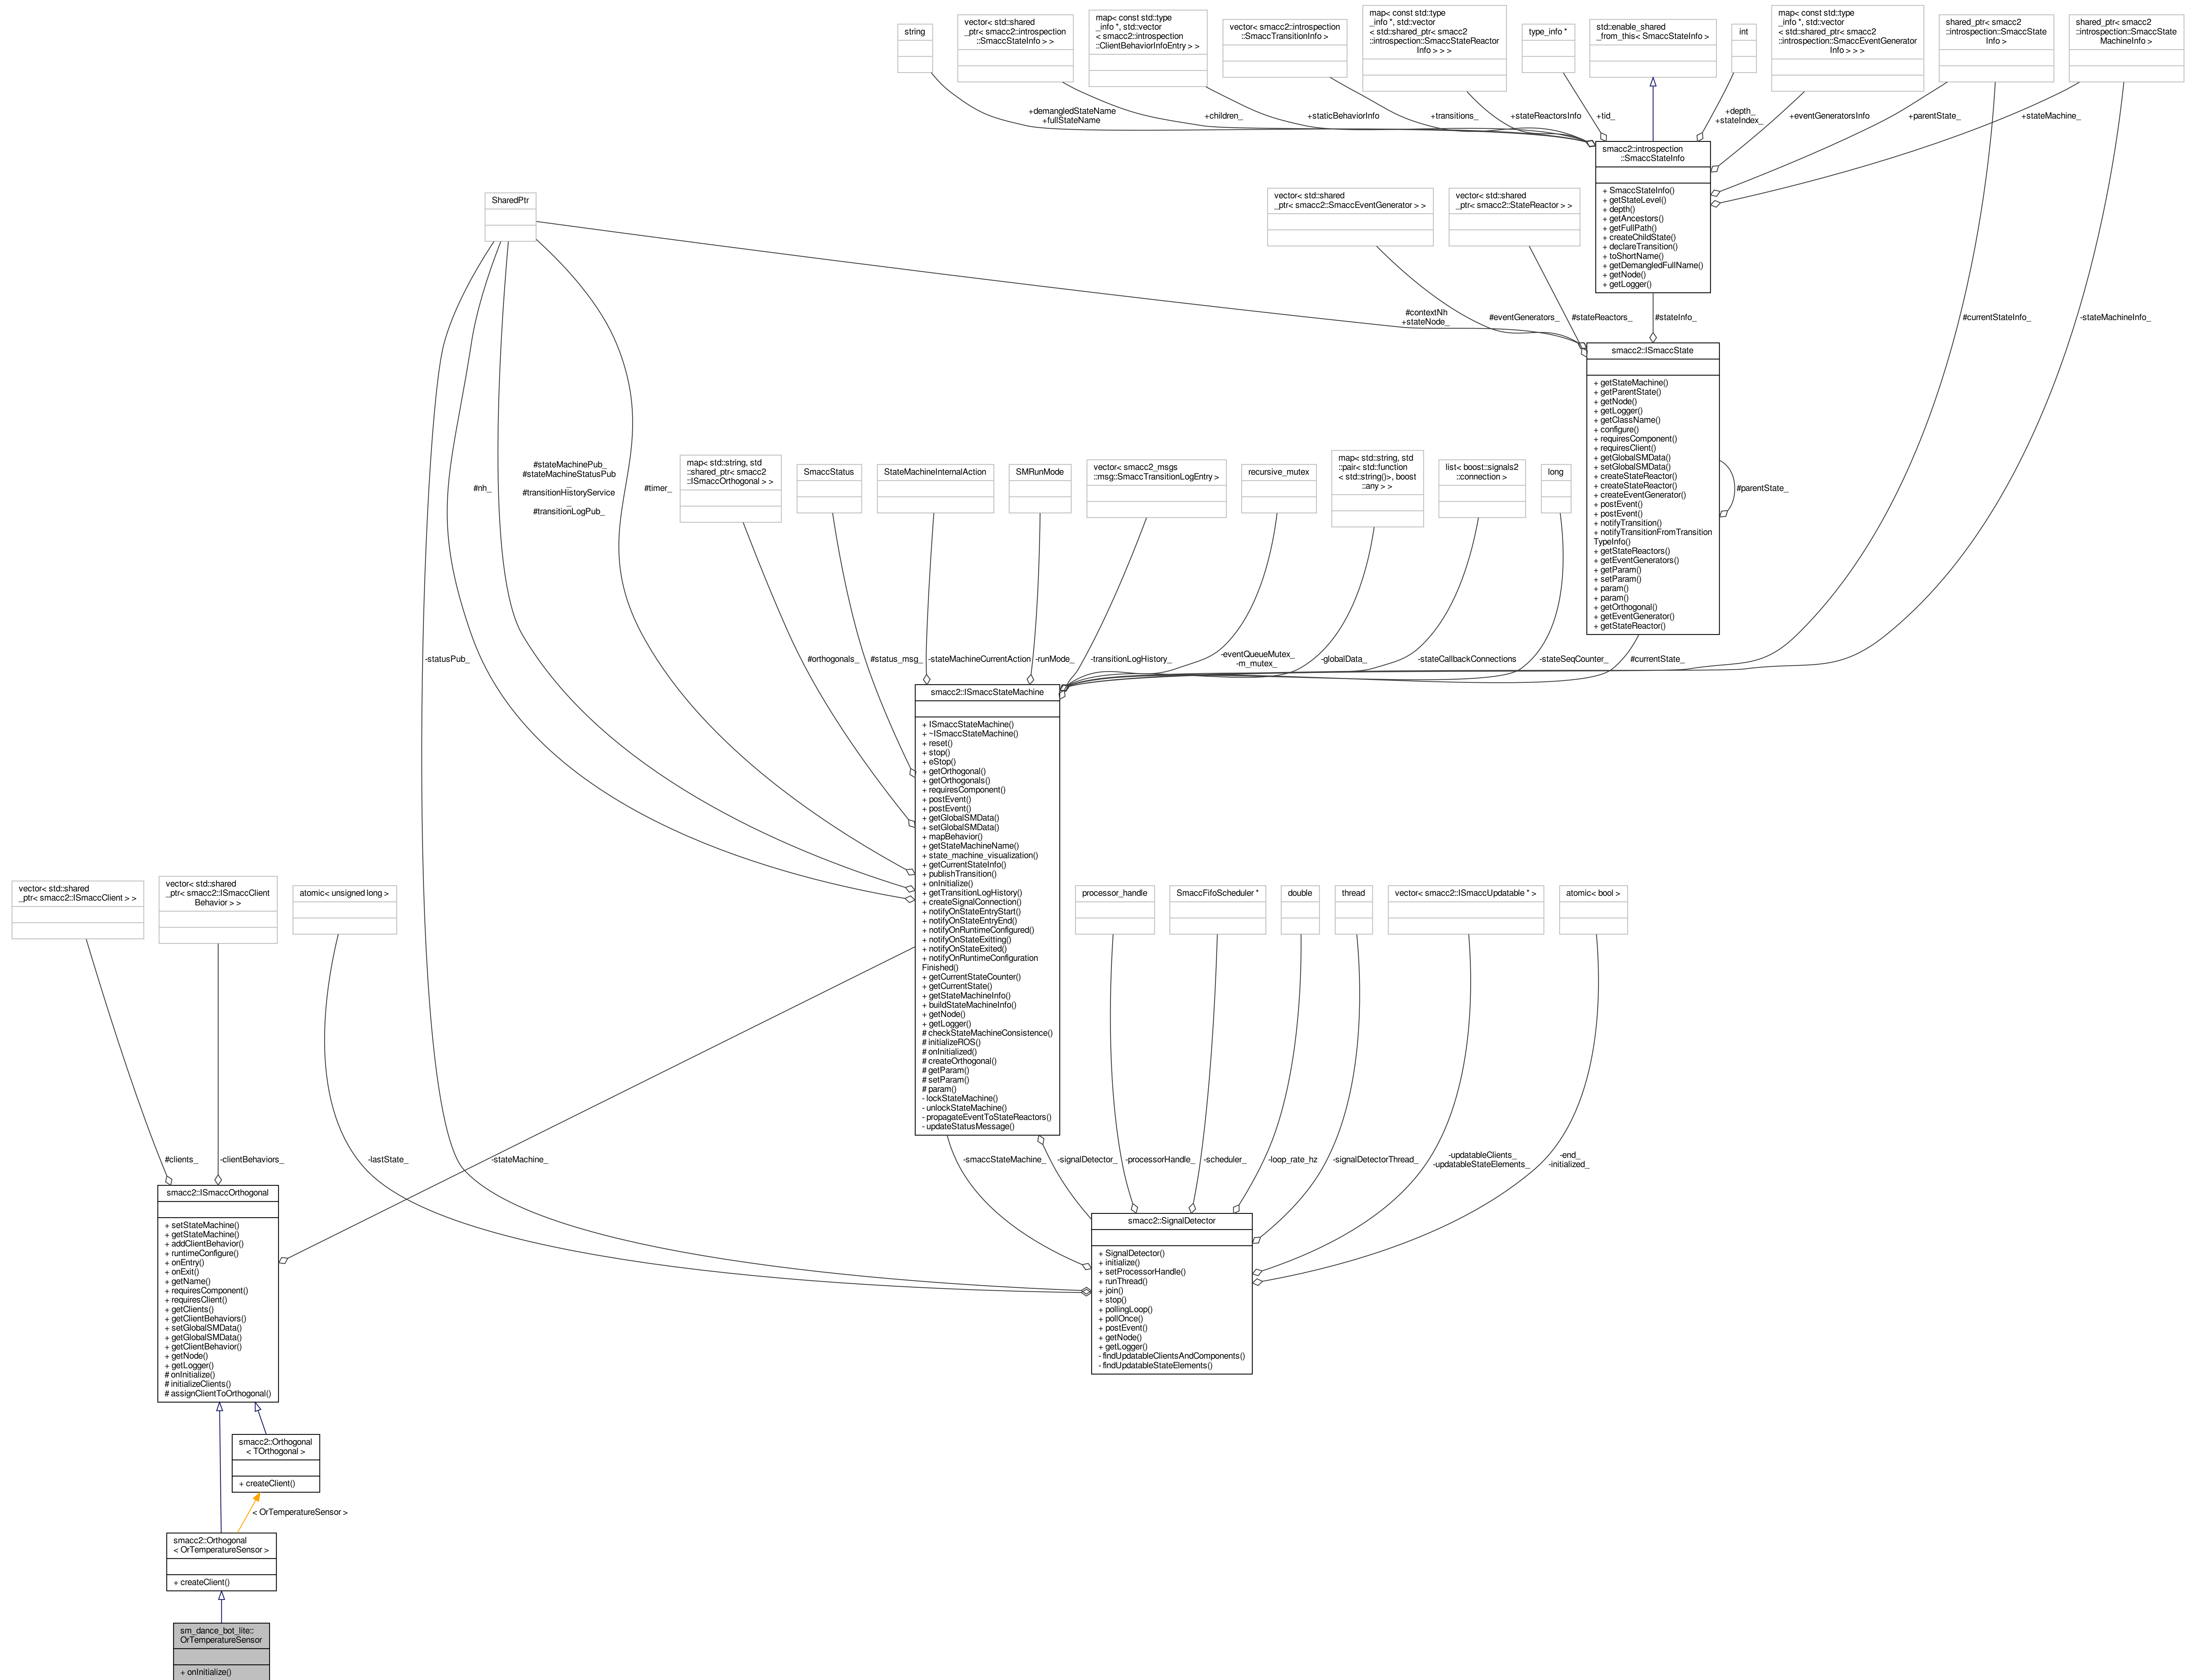 string
vector< std::shared
_ptr< smacc2::introspection
::SmaccStateInfo > >
map< const std::type
_info *, std::vector
< smacc2::introspection
::ClientBehaviorInfoEntry > >
vector< smacc2::introspection
::SmaccTransitionInfo >
map< const std::type
_info *, std::vector
< std::shared_ptr< smacc2
::introspection::SmaccStateReactor
Info > > >
type_info *
std::enable_shared
_from_this< SmaccStateInfo >
int
map< const std::type
_info *, std::vector
< std::shared_ptr< smacc2
::introspection::SmaccEventGenerator
Info > > >
shared_ptr< smacc2
::introspection::SmaccState
Info >
shared_ptr< smacc2
::introspection::SmaccState
MachineInfo >
+demangledStateName
+fullStateName
+children_
+staticBehaviorInfo
+transitions_
+stateReactorsInfo
+tid_
+depth_
+stateIndex_
+eventGeneratorsInfo
+parentState_
+stateMachine_
smacc2::introspection
::SmaccStateInfo
+ SmaccStateInfo()
+ getStateLevel()
+ depth()
+ getAncestors()
+ getFullPath()
+ createChildState()
+ declareTransition()
+ toShortName()
+ getDemangledFullName()
+ getNode()
+ getLogger()
SharedPtr
vector< std::shared
_ptr< smacc2::SmaccEventGenerator > >
vector< std::shared
_ptr< smacc2::StateReactor > >
#contextNh
+stateNode_
#eventGenerators_
#stateReactors_
#stateInfo_
#currentStateInfo_
-stateMachineInfo_
smacc2::ISmaccState
+ getStateMachine()
+ getParentState()
+ getNode()
+ getLogger()
+ getClassName()
+ configure()
+ requiresComponent()
+ requiresClient()
+ getGlobalSMData()
+ setGlobalSMData()
+ createStateReactor()
+ createEventGenerator()
+ postEvent()
+ postEvent()
+ notifyTransition()
+ notifyTransitionFromTransition
TypeInfo()
+ getStateReactors()
+ getEventGenerators()
+ getParam()
+ setParam()
+ param()
+ param()
+ getOrthogonal()
+ getEventGenerator()
+ getStateReactor()
#parentState_
#nh_
#stateMachinePub_
#stateMachineStatusPub
_
#transitionHistoryService
_
#transitionLogPub_
#timer_
map< std::string, std
::shared_ptr< smacc2
::ISmaccOrthogonal > >
SmaccStatus
StateMachineInternalAction
SMRunMode
vector< smacc2_msgs
::msg::SmaccTransitionLogEntry >
recursive_mutex
map< std::string, std
::pair< std::function
< std::string()>, boost
::any > >
list< boost::signals2
::connection >
long
-statusPub_
#orthogonals_
#status_msg_
-stateMachineCurrentAction
-runMode_
-transitionLogHistory_
-eventQueueMutex_
-m_mutex_
-globalData_
-stateCallbackConnections
-stateSeqCounter_
#currentState_
smacc2::ISmaccStateMachine
+ ISmaccStateMachine()
+ ~ISmaccStateMachine()
+ reset()
+ stop()
+ eStop()
+ getOrthogonal()
+ getOrthogonals()
+ requiresComponent()
+ postEvent()
+ postEvent()
+ getGlobalSMData()
+ setGlobalSMData()
+ mapBehavior()
+ getStateMachineName()
+ state_machine_visualization()
+ getCurrentStateInfo()
+ publishTransition()
+ onInitialize()
+ getTransitionLogHistory()
+ createSignalConnection()
+ notifyOnStateEntryStart()
+ notifyOnStateEntryEnd()
+ notifyOnRuntimeConfigured()
+ notifyOnStateExitting()
+ notifyOnStateExited()
+ notifyOnRuntimeConfiguration
Finished()
+ getCurrentStateCounter()
+ getCurrentState()
+ getStateMachineInfo()
+ buildStateMachineInfo()
+ getNode()
+ getLogger()
# checkStateMachineConsistence()
# initializeROS()
# onInitialized()
# createOrthogonal()
# getParam()
# setParam()
# param()
- lockStateMachine()
- unlockStateMachine()
- propagateEventToStateReactors()
- updateStatusMessage()
vector< std::shared
_ptr< smacc2::ISmaccClient > >
vector< std::shared
_ptr< smacc2::ISmaccClient
Behavior > >
atomic< unsigned long >
processor_handle
SmaccFifoScheduler *
double
thread
vector< smacc2::ISmaccUpdatable * >
atomic< bool >
#clients_
-clientBehaviors_
-lastState_
-stateMachine_
-smaccStateMachine_
-signalDetector_
-processorHandle_
-scheduler_
-loop_rate_hz
-signalDetectorThread_
-updatableClients_
-updatableStateElements_
-end_
-initialized_
smacc2::ISmaccOrthogonal
+ setStateMachine()
+ getStateMachine()
+ addClientBehavior()
+ runtimeConfigure()
+ onEntry()
+ onExit()
+ getName()
+ requiresComponent()
+ requiresClient()
+ getClients()
+ getClientBehaviors()
+ setGlobalSMData()
+ getGlobalSMData()
+ getClientBehavior()
+ getNode()
+ getLogger()
# onInitialize()
# initializeClients()
# assignClientToOrthogonal()
smacc2::SignalDetector
+ SignalDetector()
+ initialize()
+ setProcessorHandle()
+ runThread()
+ join()
+ stop()
+ pollingLoop()
+ pollOnce()
+ postEvent()
+ getNode()
+ getLogger()
- findUpdatableClientsAndComponents()
- findUpdatableStateElements()
smacc2::Orthogonal
< TOrthogonal >
+ createClient()
< OrTemperatureSensor >
smacc2::Orthogonal
< OrTemperatureSensor >
+ createClient()
sm_dance_bot_lite::
OrTemperatureSensor
+ onInitialize()